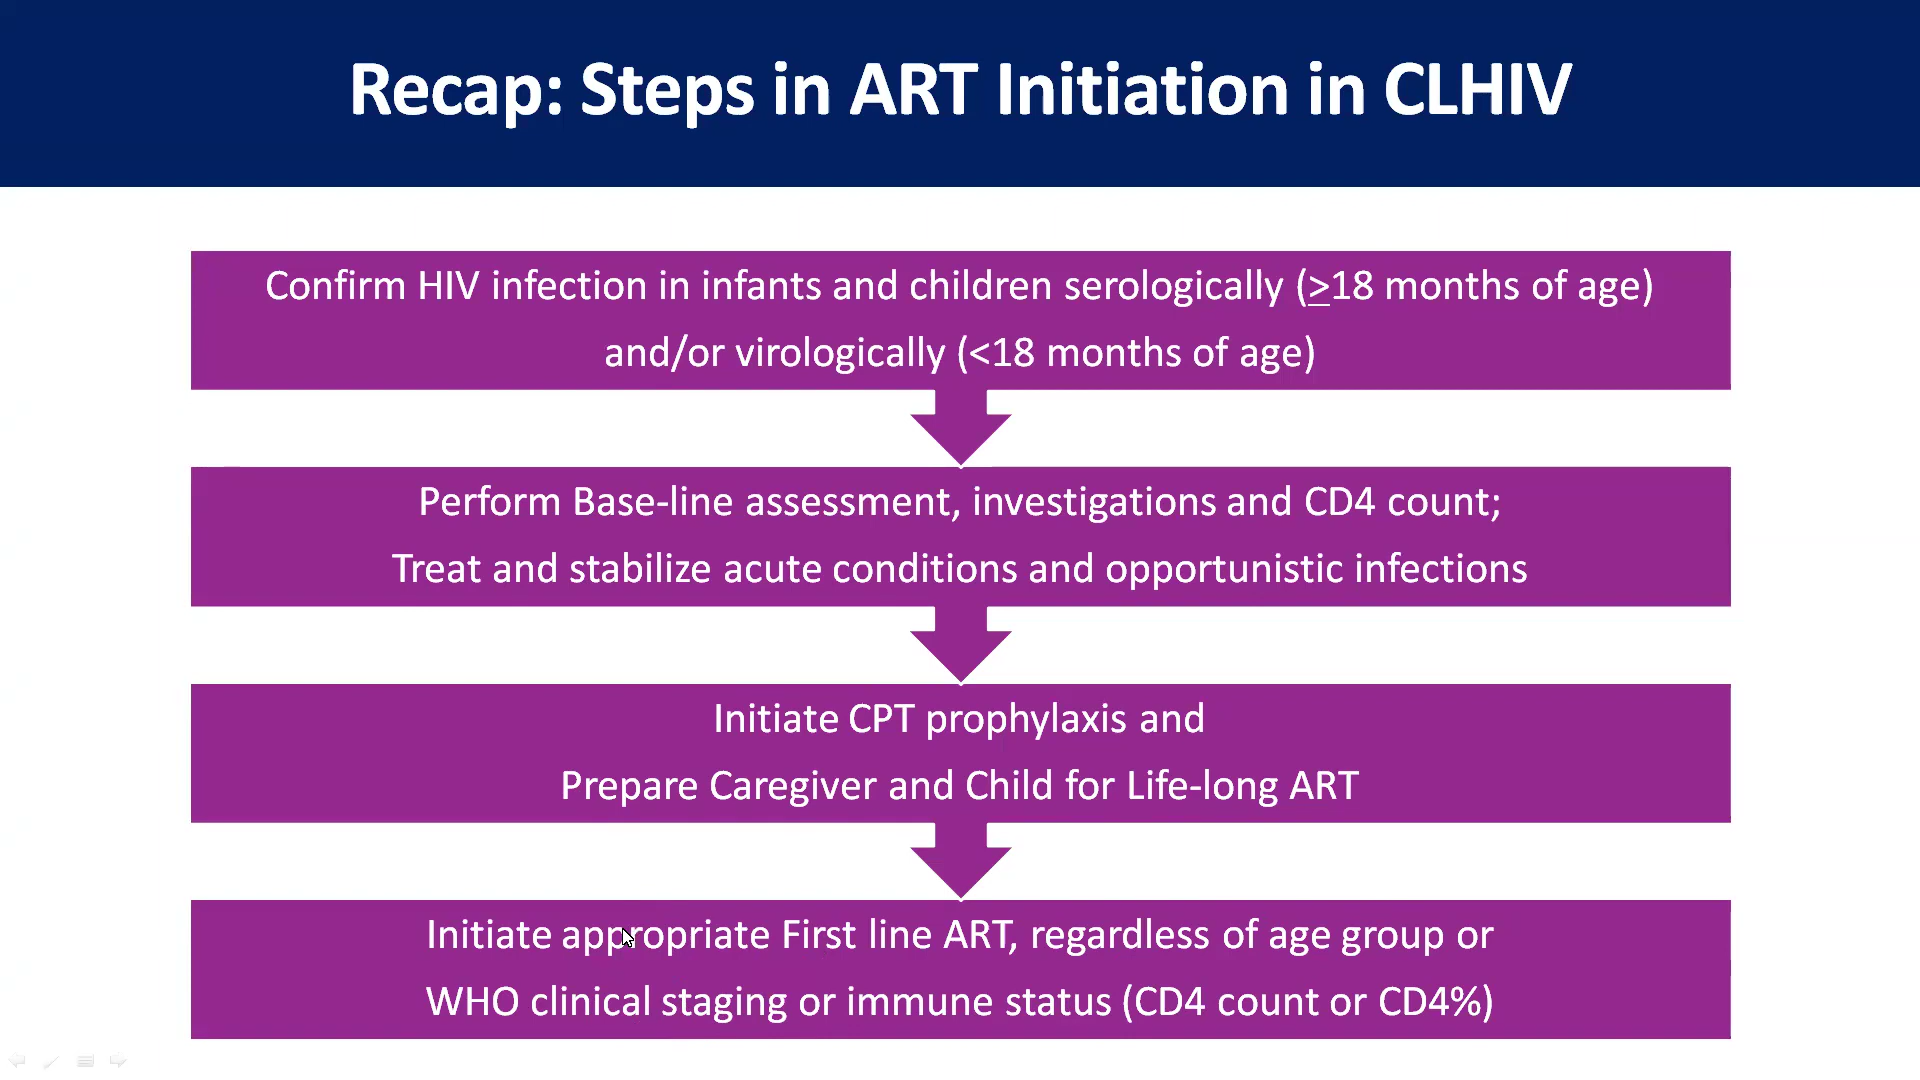 Recap: Steps in ART Initiation in CLHIV
Confirm HIV infection in infants and children serologically (≥18 months of age)
and/or virologically (<18 months of age)
Perform Base-line assessment, investigations and CD4 count;
Treat and stabilize acute conditions and opportunistic infections
Initiate CPT prophylaxis and
Prepare Caregiver and Child for Life-long ART
Initiate appropriate First line ART, regardless of age group or
WHO clinical staging or immune status (CD4 count or CD4%)